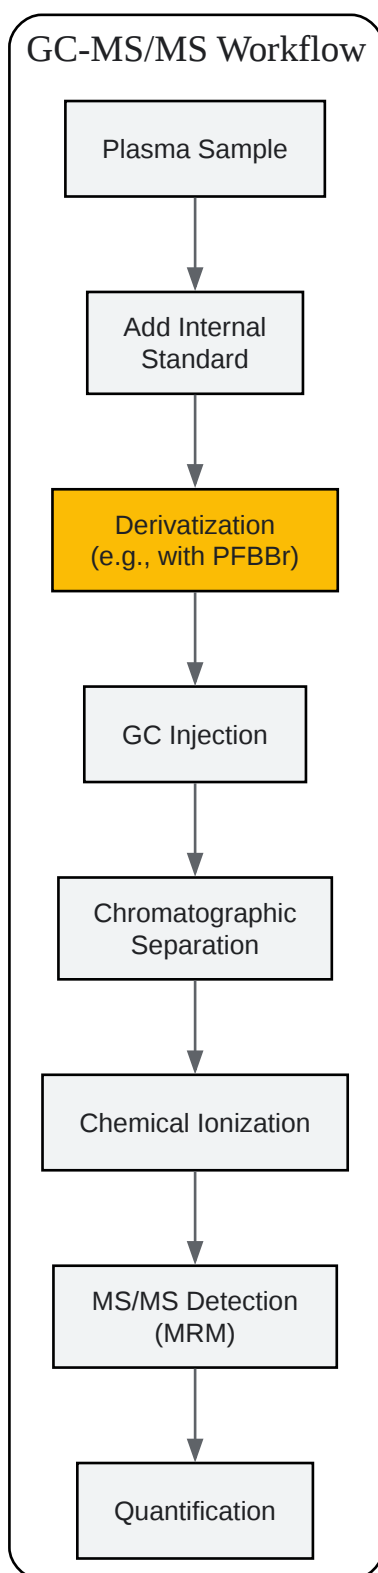 GC-MS/MS Workflow
Plasma Sample
Add Internal
Standard
Derivatization
(e.g., with PFBBr)
GC Injection
Chromatographic
Separation
Chemical Ionization
MS/MS Detection
(MRM)
Quantification